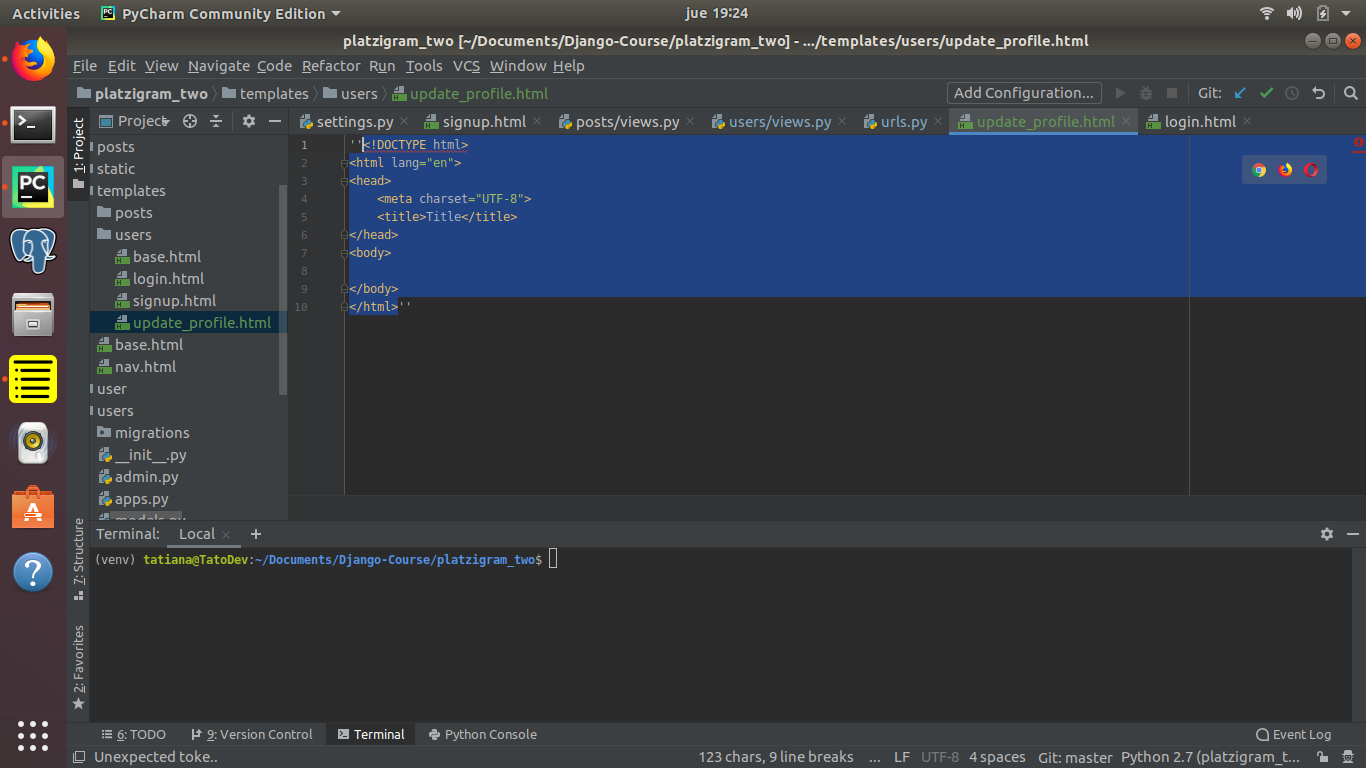 Activities PyCharm Community Edition jue 19:24
platzigram_two [~/Documents/Django-Course/platzigram_two] - .../templates/users/update_profile.html
File Edit View Navigate Code Refactor Run Tools VCS Window Help
platzigram_two templates users update_profile.html Add Configuration... Git:
1: Project
Project
settings.py signup.html posts/views.py users/views.py urls.py update_profile.html login.html
posts
static
templates
posts
users
base.html
login.html
signup.html
update_profile.html
base.html
nav.html
user
users
migrations
__init__.py
admin.py
apps.py
models.py
1 ''<!DOCTYPE html>
2 <html lang="en">
3 <head>
4 <meta charset="UTF-8">
5 <title>Title</title>
6 </head>
7 <body>
8
9 </body>
10 </html>''
Terminal: Local +
(venv) tatiana@TatoDev:~/Documents/Django-Course/platzigram_two$
7: Structure
2: Favorites
6: TODO 9: Version Control Terminal Python Console Event Log
Unexpected toke.. 123 chars, 9 line breaks ... LF UTF-8 4 spaces Git: master Python 2.7 (platzigram_t...